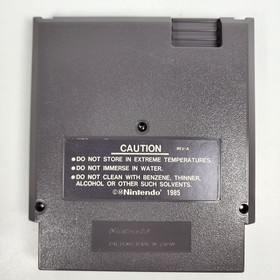 CAUTION
REV-A
●DO NOT STORE IN EXTREME TEMPERATURES.
●DO NOT IMMERSE IN WATER.
●DO NOT CLEAN WITH BENZENE, THINNER,
ALCOHOL OR OTHER SUCH SOLVENTS.
©Nintendo® 1985
Nintendo